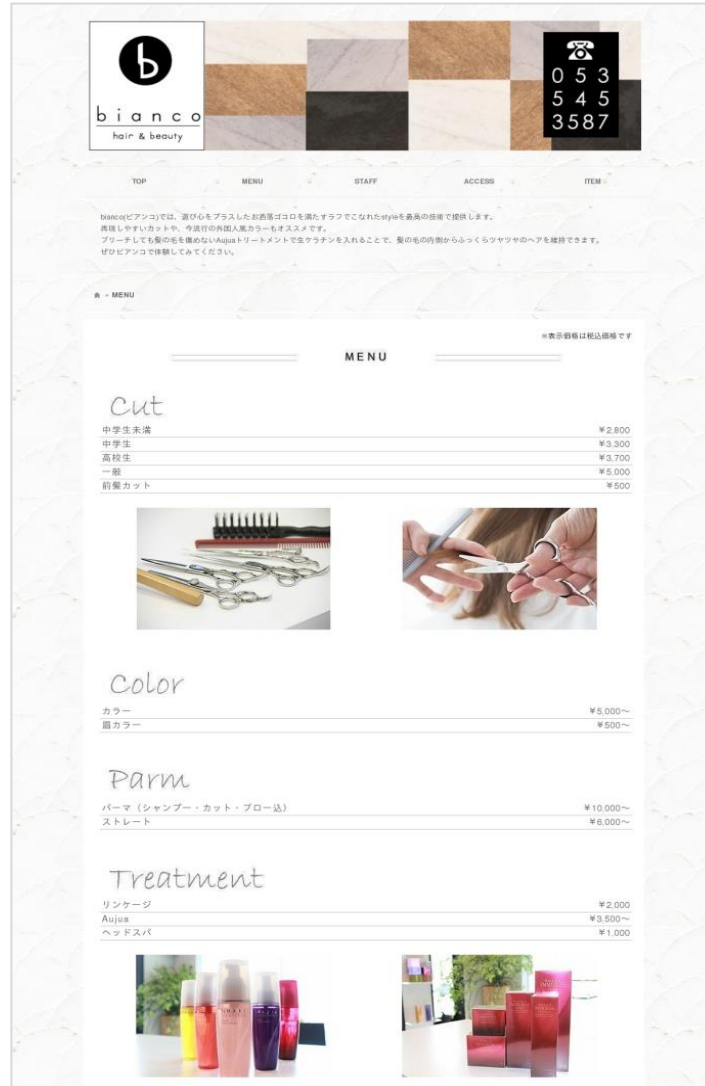 b
bianco
hair & beauty
053
545
3587
TOP MENU STAFF ACCESS ITEM
bianco(ビアンコ)では、遊び心をプラスしたお洒落ゴコロを満たすラフでこなれたstyleを最高の技術で提供します。
再現しやすいカットや、今流行の外国人風カラーもオススメです。
ブリーチしても髪の毛を傷めないAujuaトリートメントで生ケラチンを入れることで、髪の毛の内側からふっくらツヤツヤのヘアを維持できます。
ぜひビアンコで体験してみてください。
» MENU
※表示価格は税込価格です
MENU
Cut
中学生未満 ¥2,800
中学生 ¥3,300
高校生 ¥3,700
一般 ¥5,000
前髪カット ¥500
Color
カラー ¥5,000〜
眉カラー ¥500〜
Parm
パーマ（シャンプー・カット・ブロー込） ¥10,000〜
ストレート ¥6,000〜
Treatment
リンケージ ¥2,000
Aujua ¥3,500〜
ヘッドスパ ¥1,000